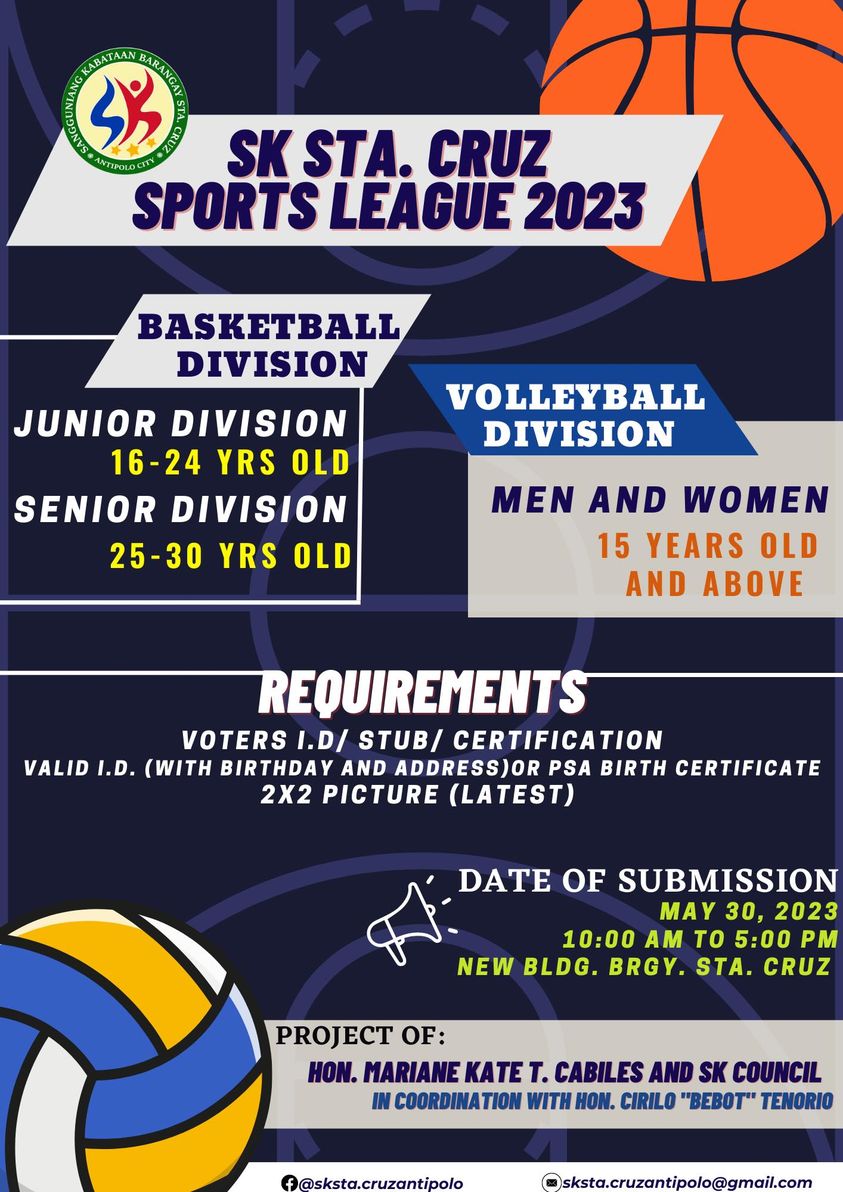 SANGGUNIANG KABATAAN BARANGAY STA. CRUZ
ANTIPOLO CITY
SK STA. CRUZ
SPORTS LEAGUE 2023
BASKETBALL
DIVISION
JUNIOR DIVISION
16-24 YRS OLD
SENIOR DIVISION
25-30 YRS OLD
VOLLEYBALL
DIVISION
MEN AND WOMEN
15 YEARS OLD
AND ABOVE
REQUIREMENTS
VOTERS I.D/ STUB/ CERTIFICATION
VALID I.D. (WITH BIRTHDAY AND ADDRESS)OR PSA BIRTH CERTIFICATE
2X2 PICTURE (LATEST)
DATE OF SUBMISSION
MAY 30, 2023
10:00 AM TO 5:00 PM
NEW BLDG. BRGY. STA. CRUZ
PROJECT OF:
HON. MARIANE KATE T. CABILES AND SK COUNCIL
IN COORDINATION WITH HON. CIRILO "BEBOT" TENORIO
@sksta.cruzantipolo
sksta.cruzantipolo@gmail.com